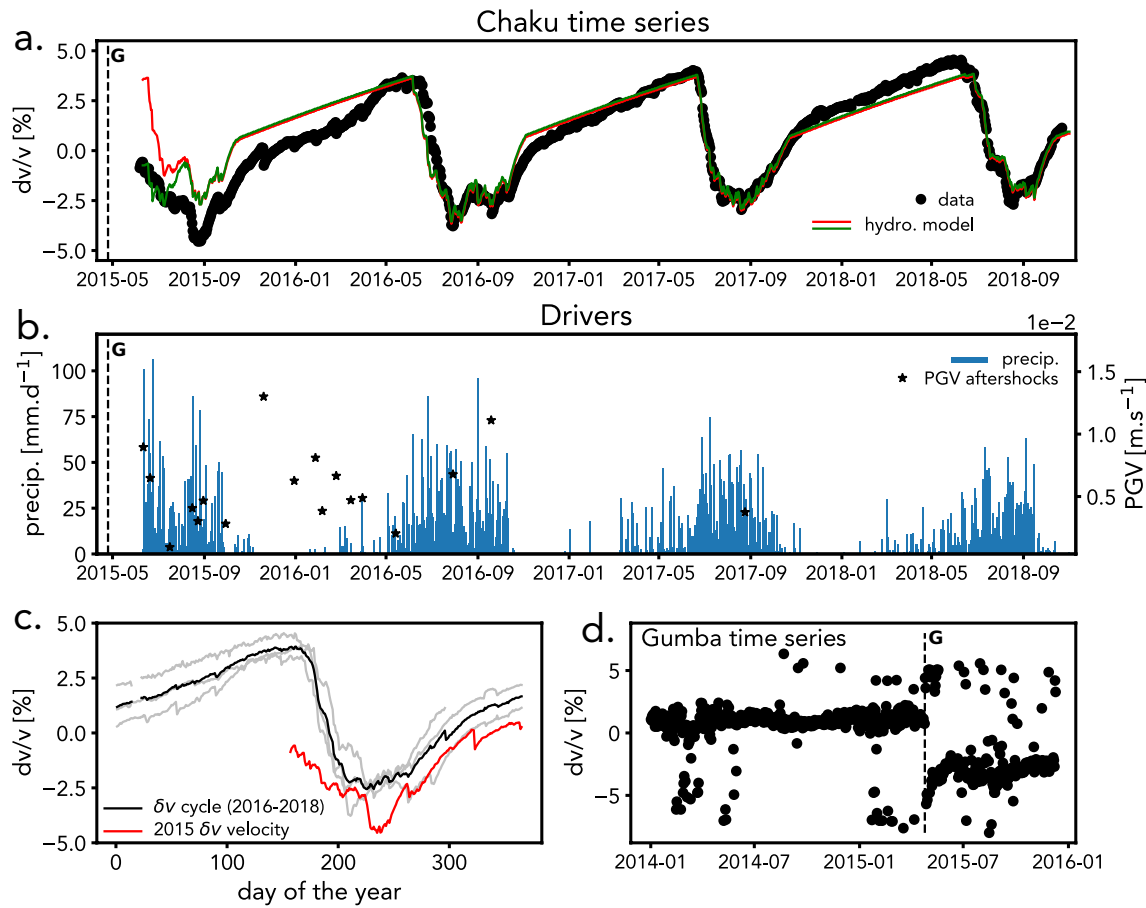 Chaku time series
a.
G
dv/v [%]
5.0
2.5
0.0
−2.5
−5.0
data
hydro. model
2015-05
2015-09
2016-01
2016-05
2016-09
2017-01
2017-05
2017-09
2018-01
2018-05
2018-09
b.
Drivers
1e−2
G
precip. [mm.d⁻¹]
100
75
50
25
0
precip.
PGV aftershocks
1.5
1.0
0.5
PGV [m.s⁻¹]
2015-05
2015-09
2016-01
2016-05
2016-09
2017-01
2017-05
2017-09
2018-01
2018-05
2018-09
c.
dv/v [%]
5.0
2.5
0.0
−2.5
−5.0
δv cycle (2016-2018)
2015 δv velocity
0
100
200
300
day of the year
d.
Gumba time series
G
dv/v [%]
5
0
−5
2014-01
2014-07
2015-01
2015-07
2016-01